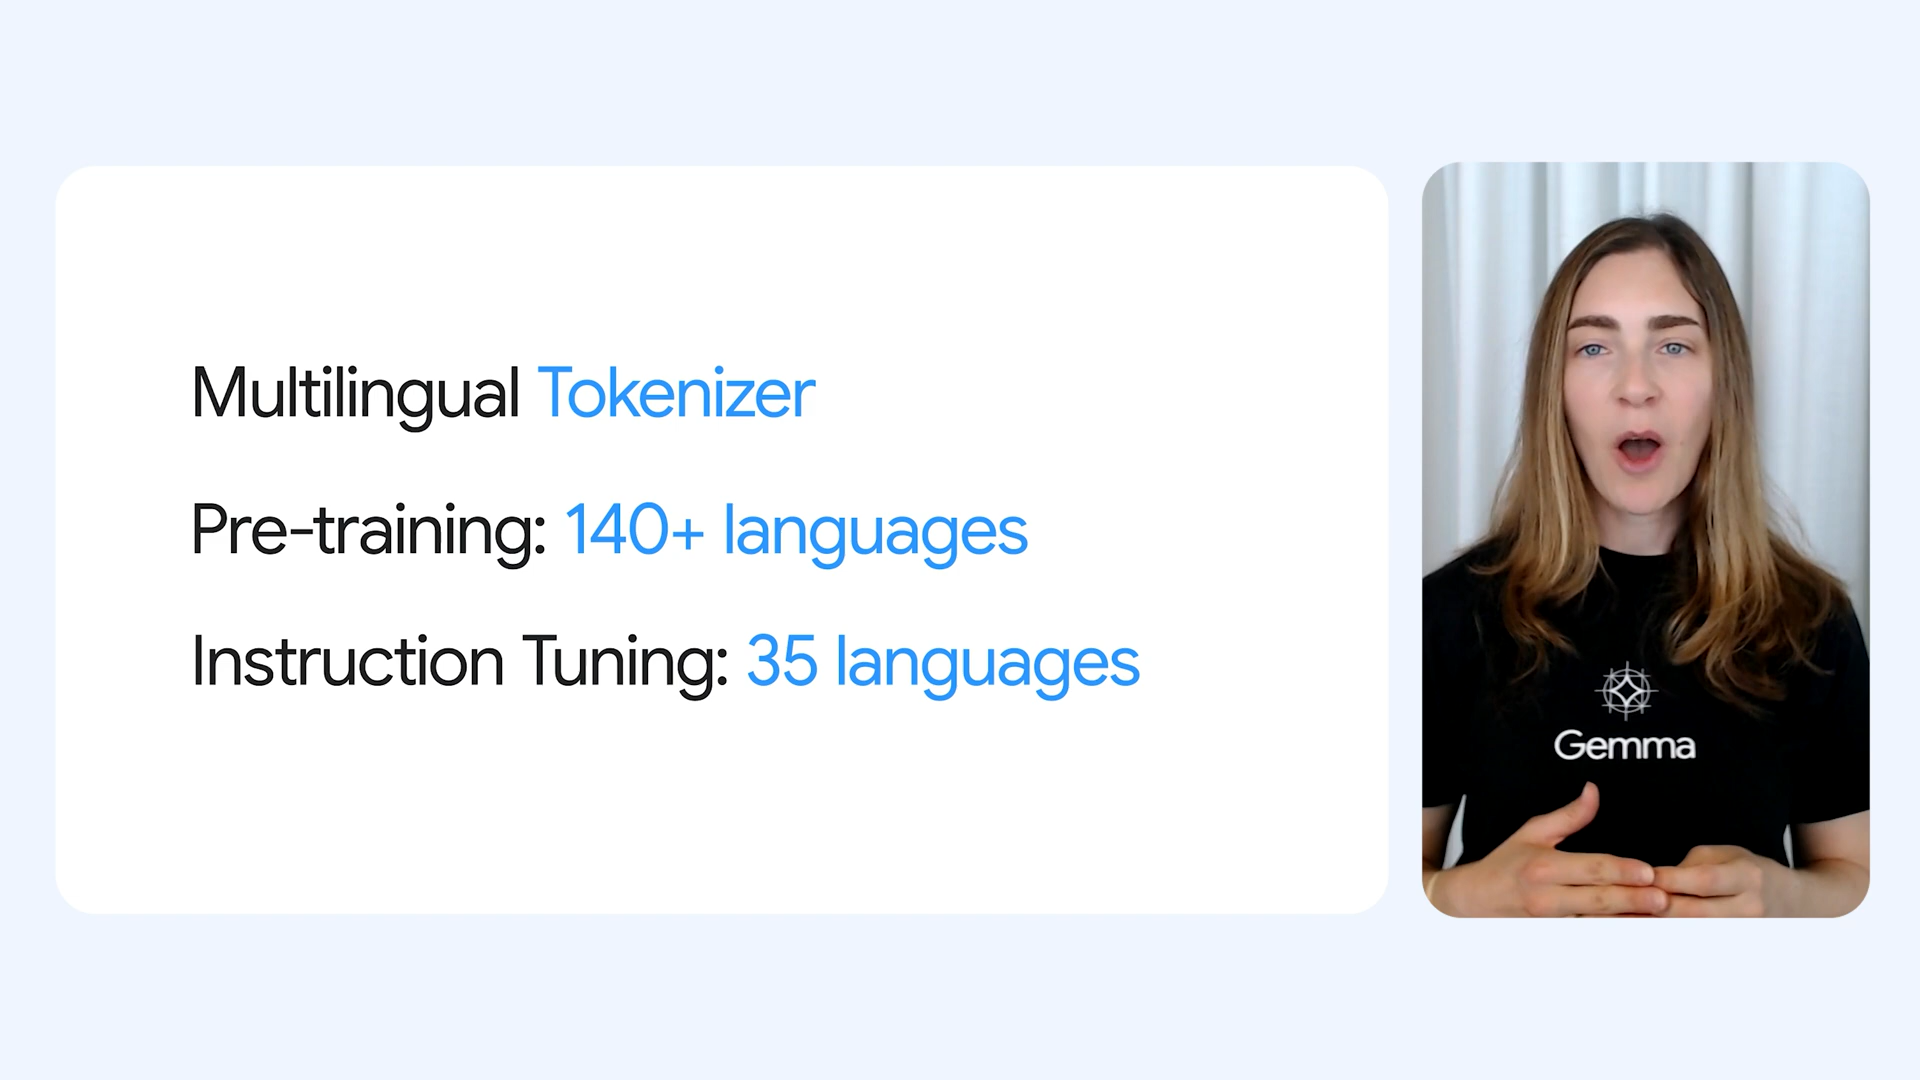 Multilingual Tokenizer
Pre-training: 140+ languages
Instruction Tuning: 35 languages
Gemma